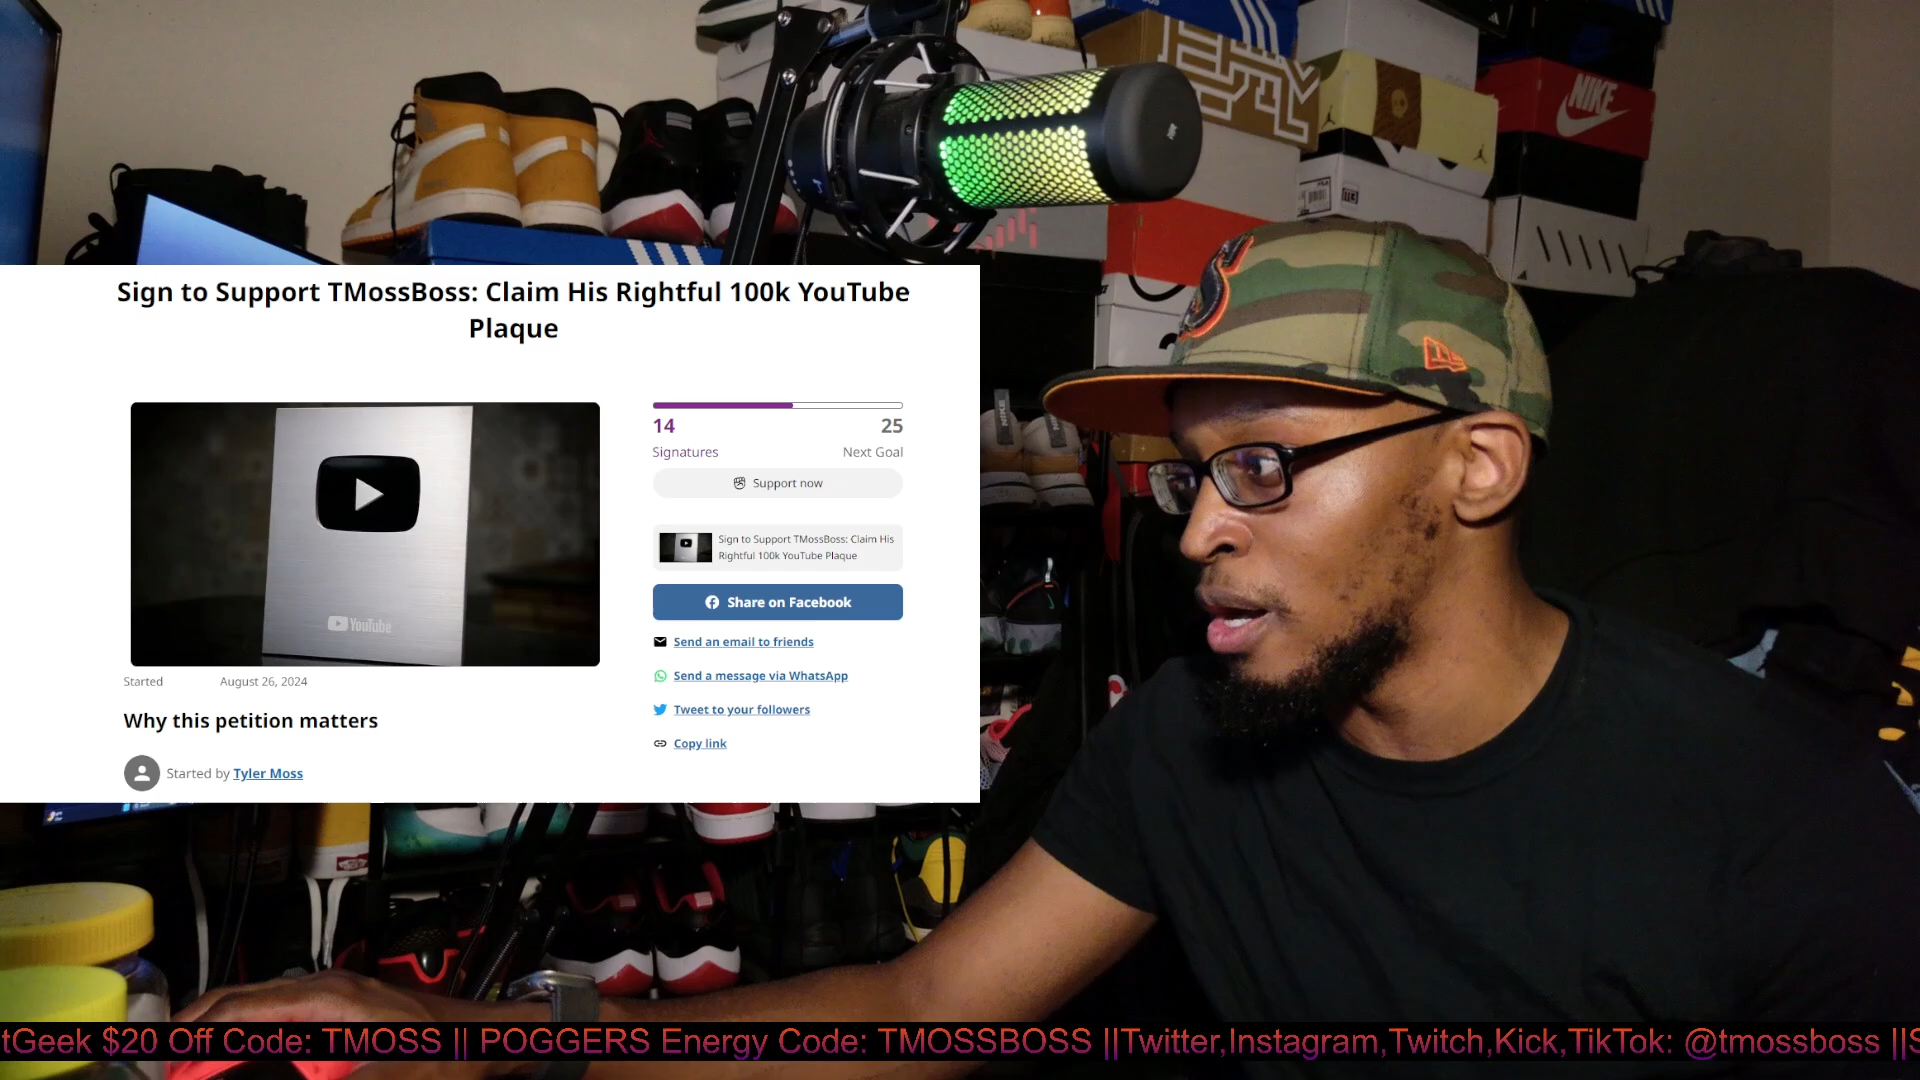 NIKE
Sign to Support TMossBoss: Claim His Rightful 100k YouTube
Plaque
14
25
Signatures
Next Goal
Support now
Sign to Support TMossBoss: Claim His
Rightful 100k YouTube Plaque
Share on Facebook
Send an email to friends
Send a message via WhatsApp
Tweet to your followers
Copy link
YouTube
Started
August 26, 2024
Why this petition matters
Started by Tyler Moss
tGeek $20 Off Code: TMOSS || POGGERS Energy Code: TMOSSBOSS ||Twitter,Instagram,Twitch,Kick,TikTok: @tmossboss ||S